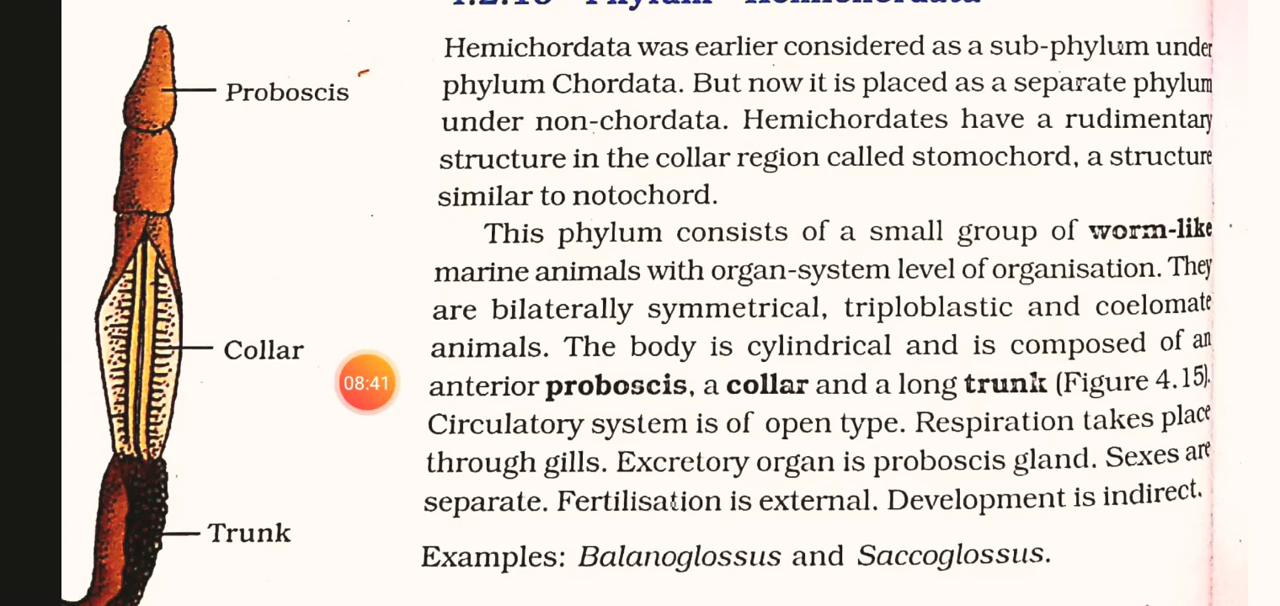 4.2.10 Phylum – Hemichordata
Hemichordata was earlier considered as a sub-phylum under
phylum Chordata. But now it is placed as a separate phylum
under non-chordata. Hemichordates have a rudimentary
structure in the collar region called stomochord, a structure
similar to notochord.
This phylum consists of a small group of worm-like
marine animals with organ-system level of organisation. They
are bilaterally symmetrical, triploblastic and coelomate
animals. The body is cylindrical and is composed of an
anterior proboscis, a collar and a long trunk (Figure 4.15).
Circulatory system is of open type. Respiration takes place
through gills. Excretory organ is proboscis gland. Sexes are
separate. Fertilisation is external. Development is indirect.
Examples: Balanoglossus and Saccoglossus.
Proboscis
Collar
08:41
Trunk